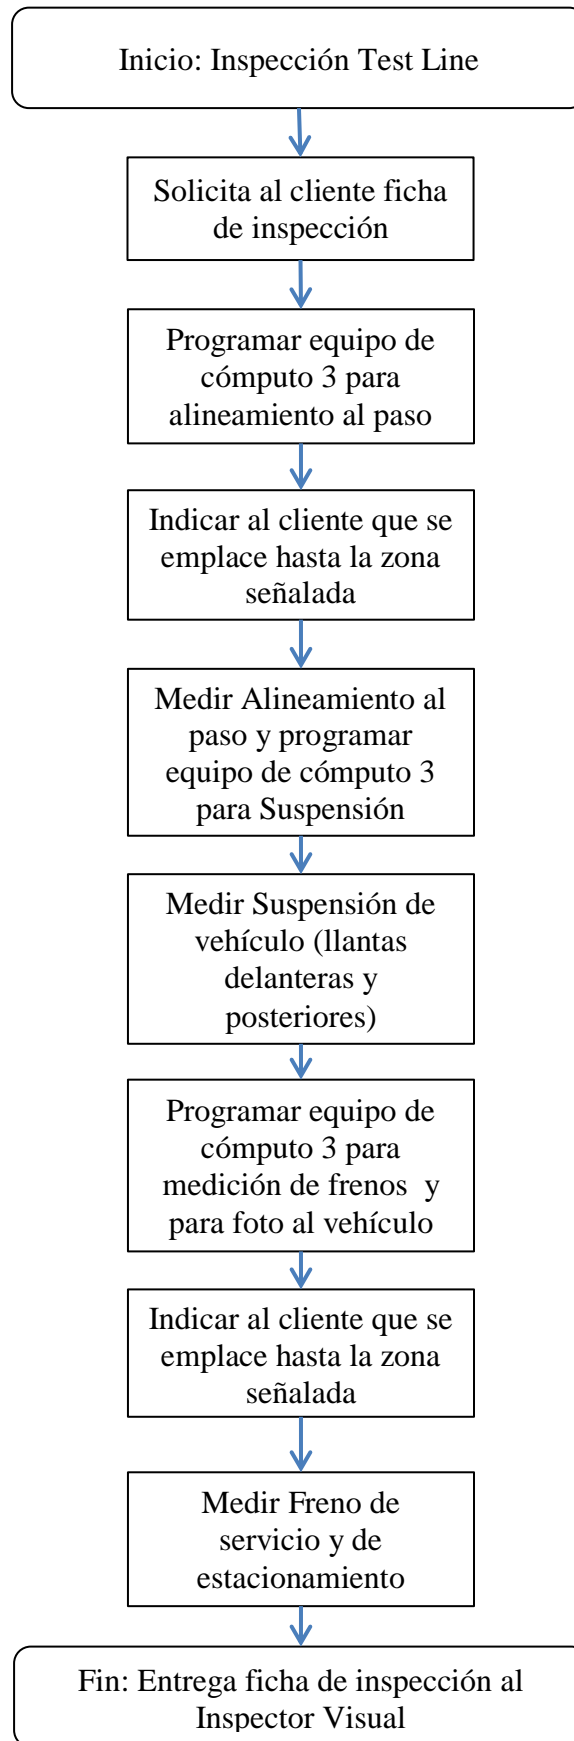 Inicio: Inspección Test Line
Solicita al cliente ficha
de inspección
Programar equipo de
cómputo 3 para
alineamiento al paso
Indicar al cliente que se
emplace hasta la zona
señalada
Medir Alineamiento al
paso y programar
equipo de cómputo 3
para Suspensión
Medir Suspensión de
vehículo (llantas
delanteras y
posteriores)
Programar equipo de
cómputo 3 para
medición de frenos y
para foto al vehículo
Indicar al cliente que se
emplace hasta la zona
señalada
Medir Freno de
servicio y de
estacionamiento
Fin: Entrega ficha de inspección al
Inspector Visual